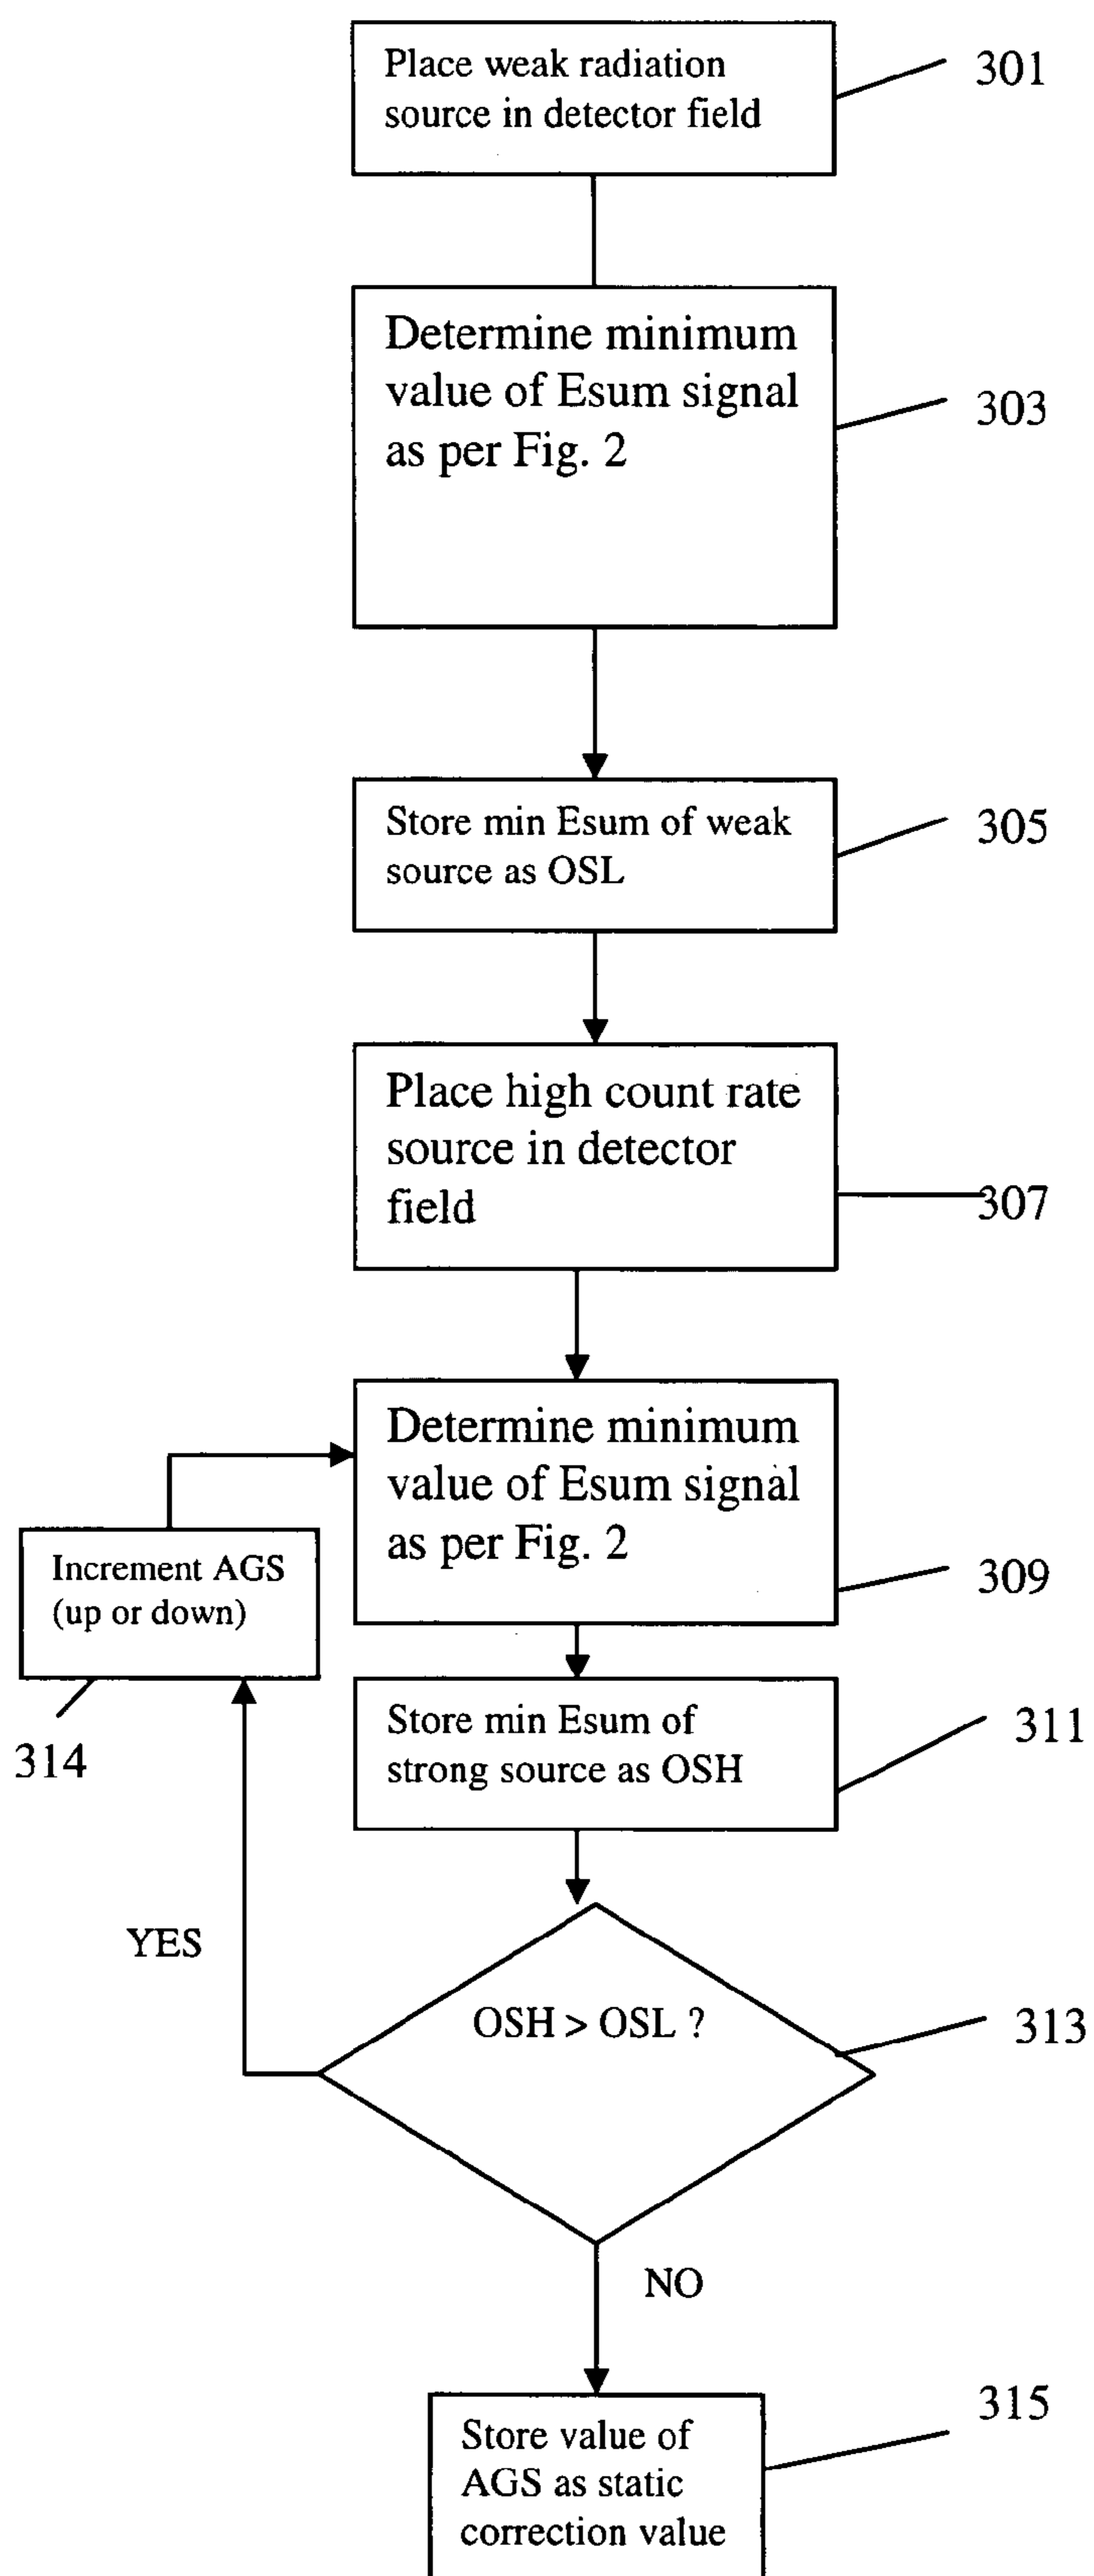 Place weak radiation
source in detector field
301
Determine minimum
value of Esum signal
as per Fig. 2
303
Store min Esum of weak
source as OSL
305
Place high count rate
source in detector
field
307
Determine minimum
value of Esum signal
as per Fig. 2
309
Increment AGS
(up or down)
314
Store min Esum of
strong source as OSH
311
YES
OSH > OSL ?
313
NO
Store value of
AGS as static
correction value
315